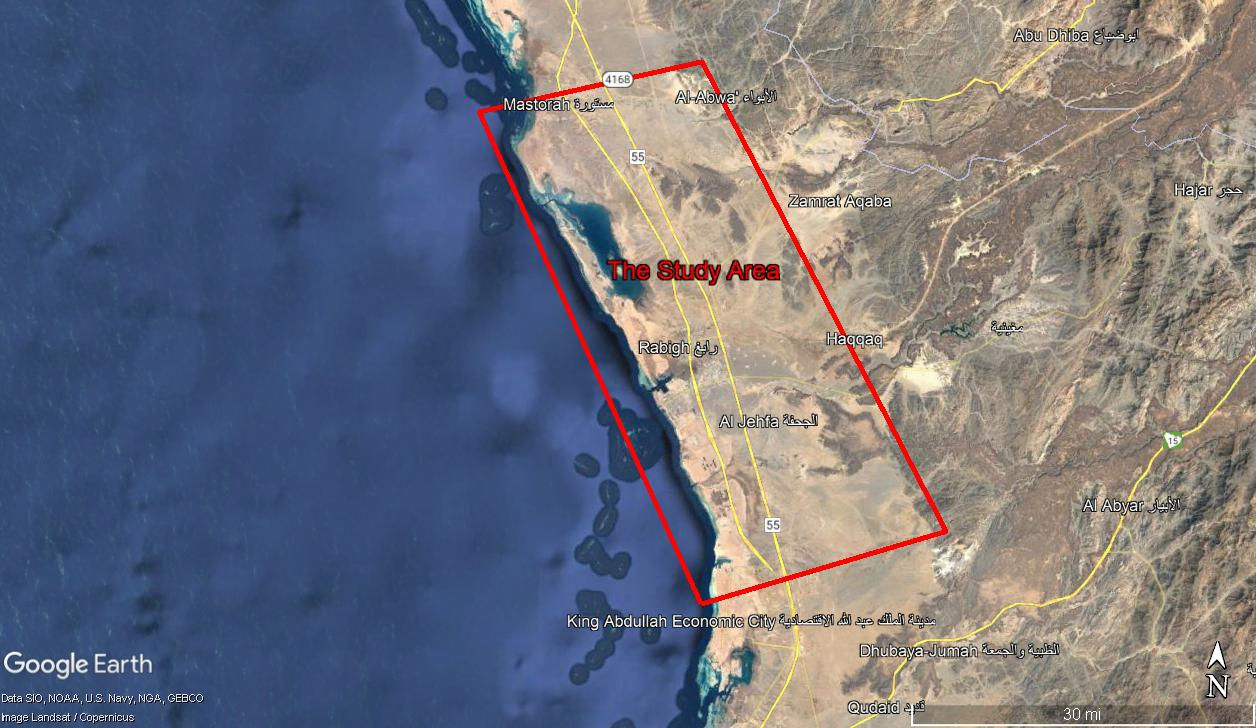 Abu Dhiba ابوضباع
4168
Al-Abwa' الأبواء
Mastorah مستورة
55
Hajar حجر
Zamrat Aqaba
The Study Area
مغينية
Haqqaq
Rabigh رابغ
Al Jehfa الجحفة
15
Al Abyar الأبيار
55
King Abdullah Economic City مدينة الملك عبد الله الاقتصادية
Dhubaya-Jumah الظبية والجمعة
Google Earth
N
Data SIO, NOAA, U.S. Navy, NGA, GEBCO
Qudaid قديد
30 mi
Image Landsat / Copernicus